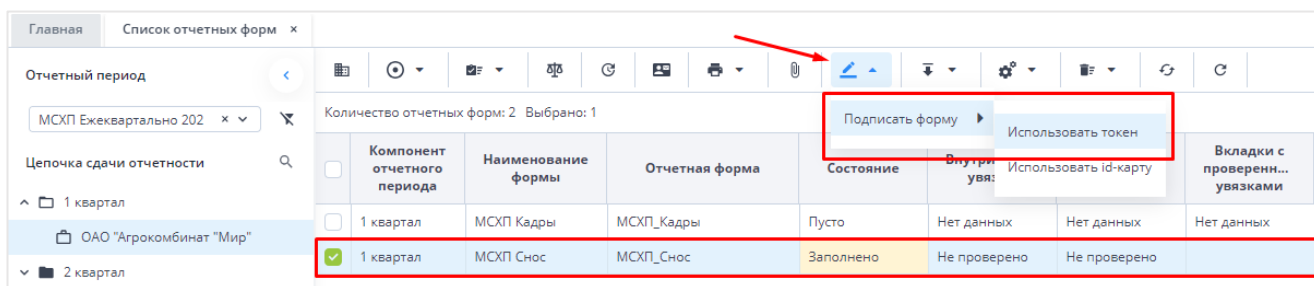 Главная Список отчетных форм ×
Отчетный период
МСХП Ежеквартально 202 ×
Количество отчетных форм: 2 Выбрано: 1
Подписать форму
Использовать токен
Использовать id-карту
Цепочка сдачи отчетности
Компонент отчетного периода Наименование формы Отчетная форма Состояние Вкладки с проверенн... увязками
1 квартал
1 квартал МСХП Кадры МСХП_Кадры Пусто Нет данных Нет данных Нет данных
ОАО "Агрокомбинат "Мир"
1 квартал МСХП Снос МСХП_Снос Заполнено Не проверено Не проверено
2 квартал